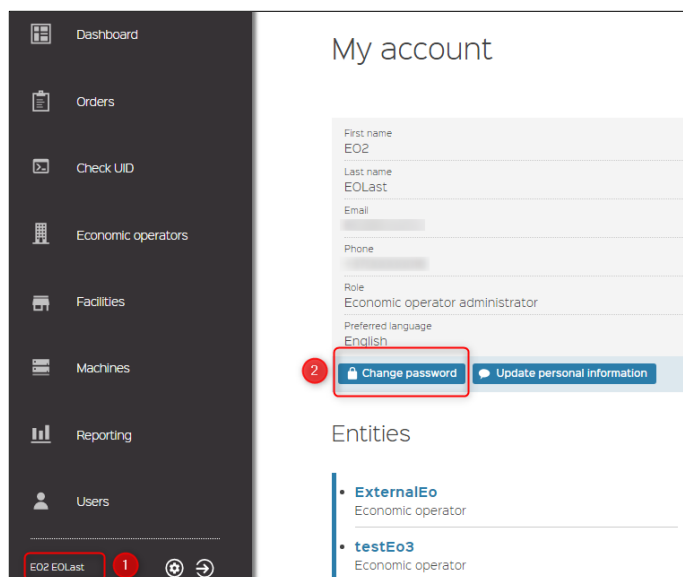 Dashboard
Orders
Check UID
Economic operators
Facilities
Machines
Reporting
Users
EO2 EOLast
1
My account
First name
EO2
Last name
EOLast
Email
Phone
Role
Economic operator administrator
Preferred language
English
2
Change password
Update personal information
Entities
ExternalEo
Economic operator
testEo3
Economic operator